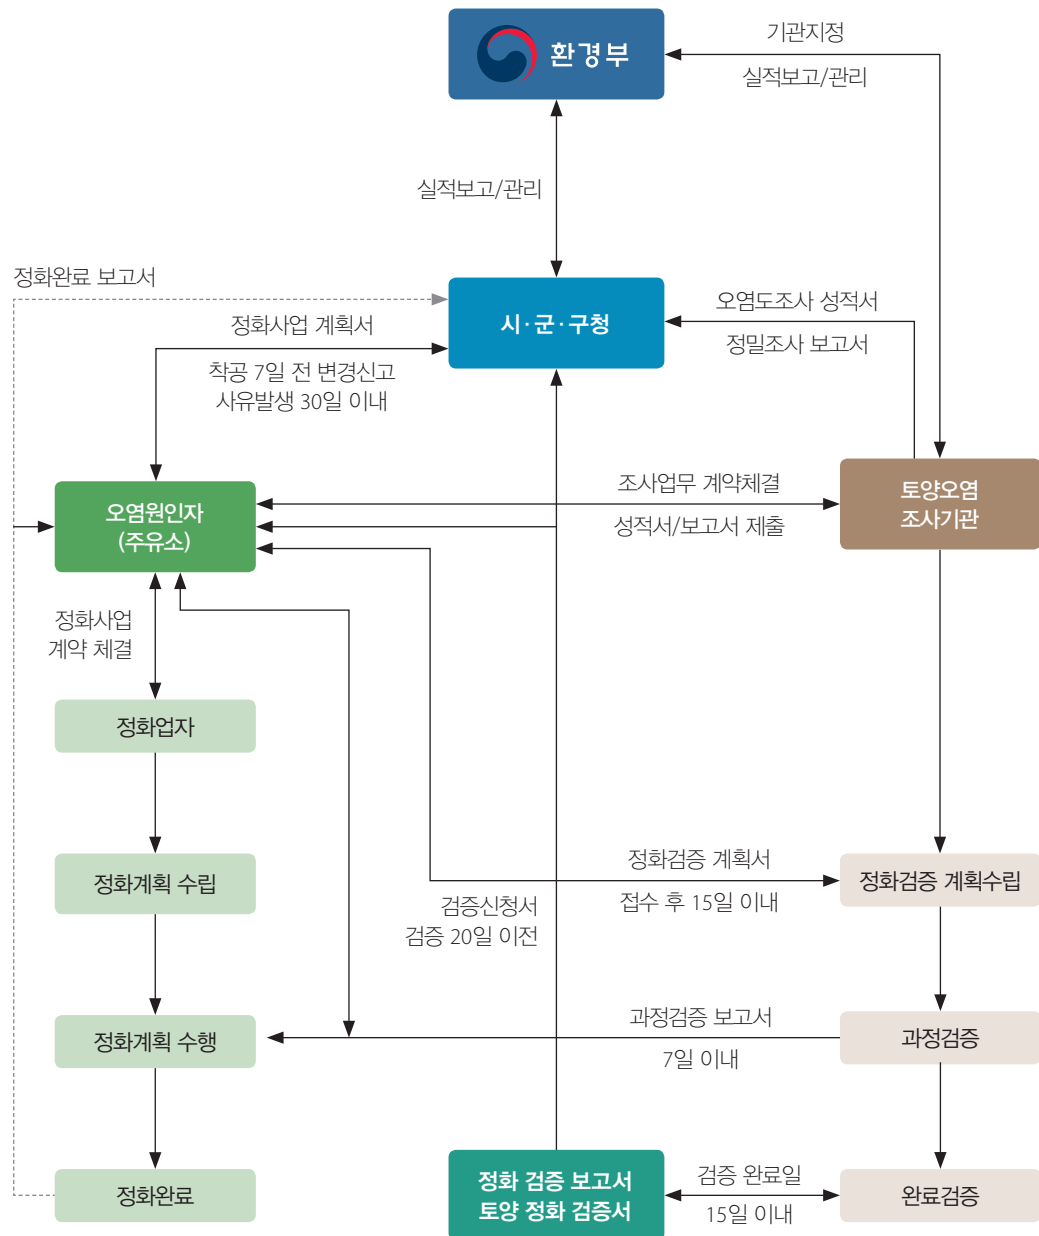 기관지정
환경부
실적보고/관리
실적보고/관리
정화완료 보고서
오염도조사 성적서
정화사업 계획서
시·군·구청
정밀조사 보고서
착공 7일 전 변경신고
사유발생 30일 이내
조사업무 계약체결
토양오염
조사기관
오염원인자
(주유소)
성적서/보고서 제출
정화사업
계약 체결
정화업자
정화검증 계획서
정화계획 수립
정화검증 계획수립
접수 후 15일 이내
검증신청서
검증 20일 이전
과정검증 보고서
정화계획 수행
과정검증
7일 이내
정화 검증 보고서
토양 정화 검증서
검증 완료일
정화완료
완료검증
15일 이내